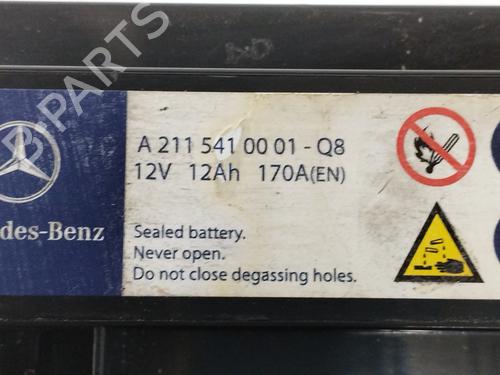 B-PARTS
A 211 541 00 01 - Q8
12V 12Ah 170A(EN)
des-Benz
Sealed battery.
Never open.
Do not close degassing holes.